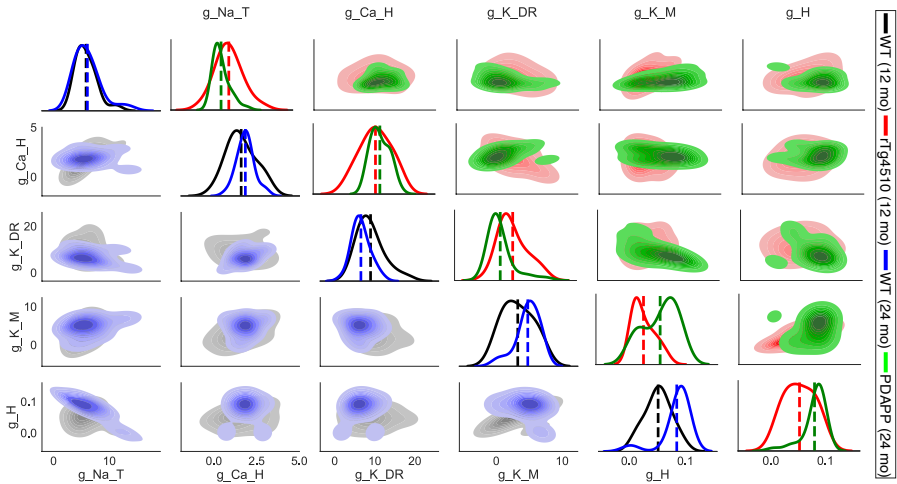 g_Na_T g_Ca_H g_K_DR g_K_M g_H
5
0
g_Ca_H
20
0
g_K_DR
10
0
g_K_M
0.1
0.0
g_H
0 10 0.0 2.5 5.0 0 10 20 0 10 0.0 0.1 0.0 0.1
g_Na_T g_Ca_H g_K_DR g_K_M g_H
WT (12 mo) rTg4510 (12 mo) WT (24 mo) PDAPP (24 mo)